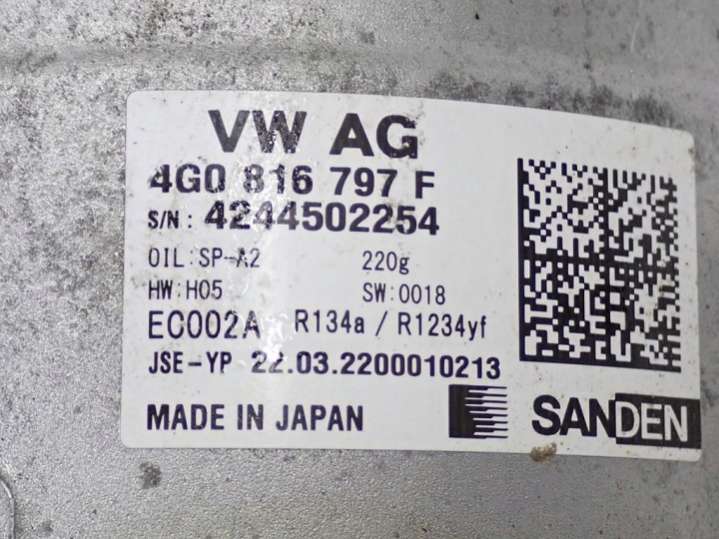 VW AG
4G0 816 797 F
S/N: 4244502254
OIL:SP-A2 220g
HW:H05 SW:0018
EC002A R134a / R1234yf
JSE-YP 22.03.2200010213
MADE IN JAPAN SANDEN